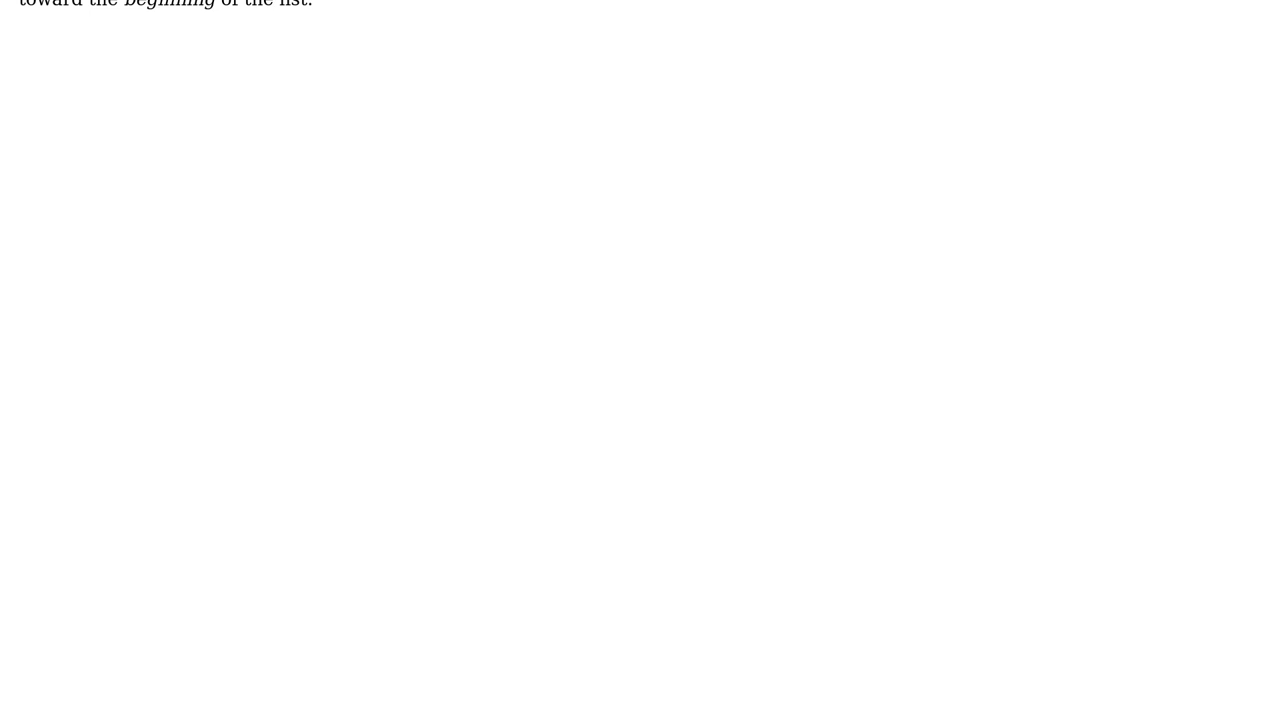 toward the beginning of the list.